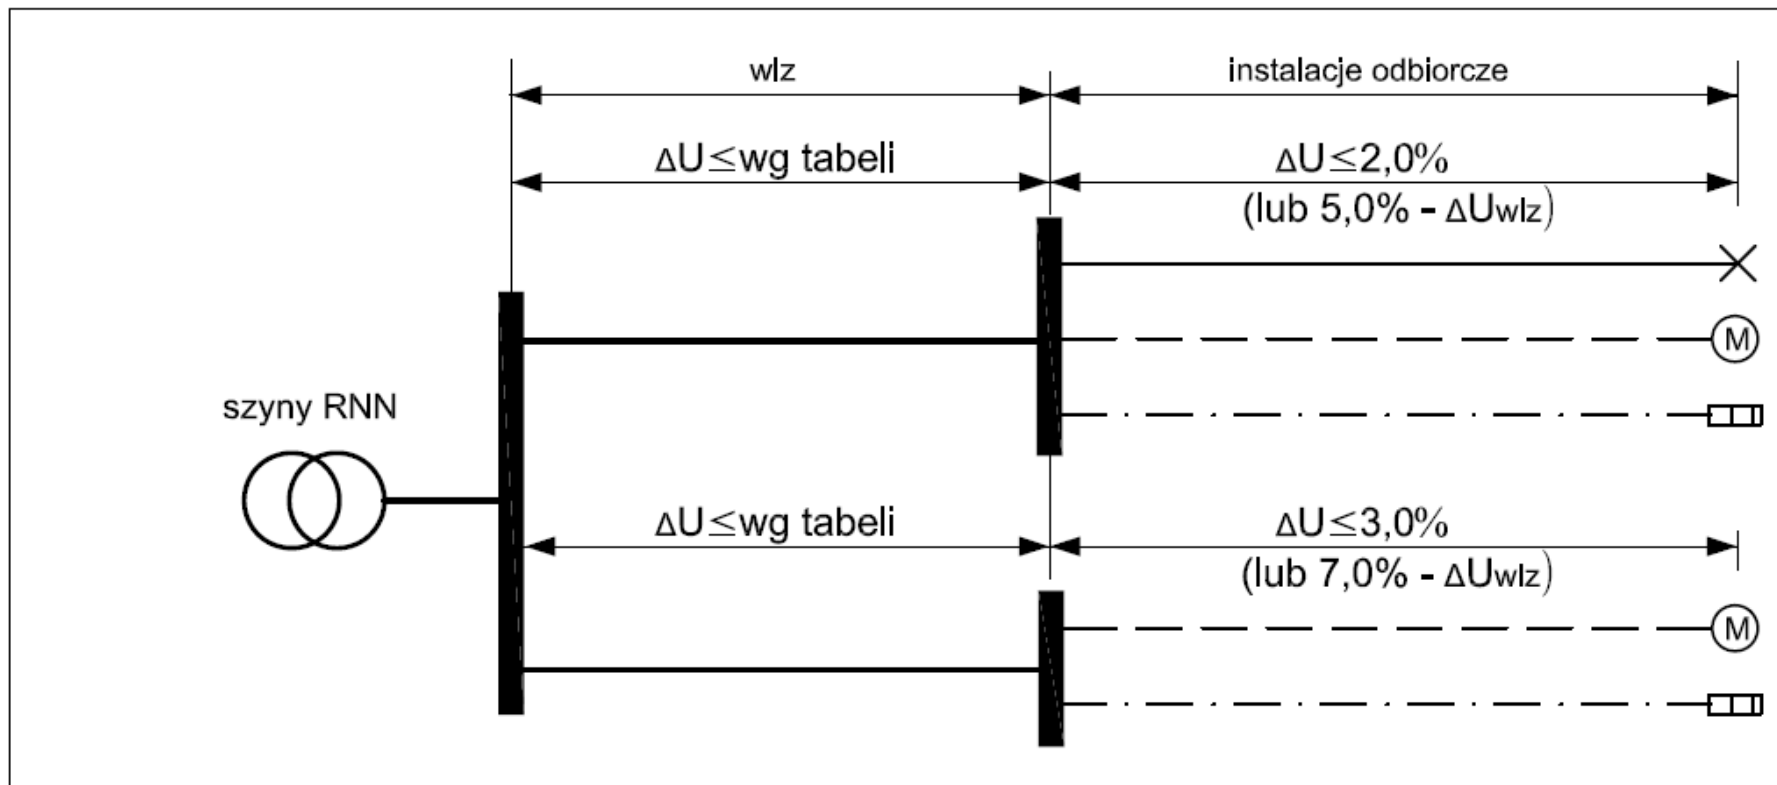 wlz
instalacje odbiorcze
ΔU≤wg tabeli
ΔU≤2,0%
(lub 5,0% - ΔUwlz)
M
szyny RNN
ΔU≤wg tabeli
ΔU≤3,0%
(lub 7,0% - ΔUwlz)
M